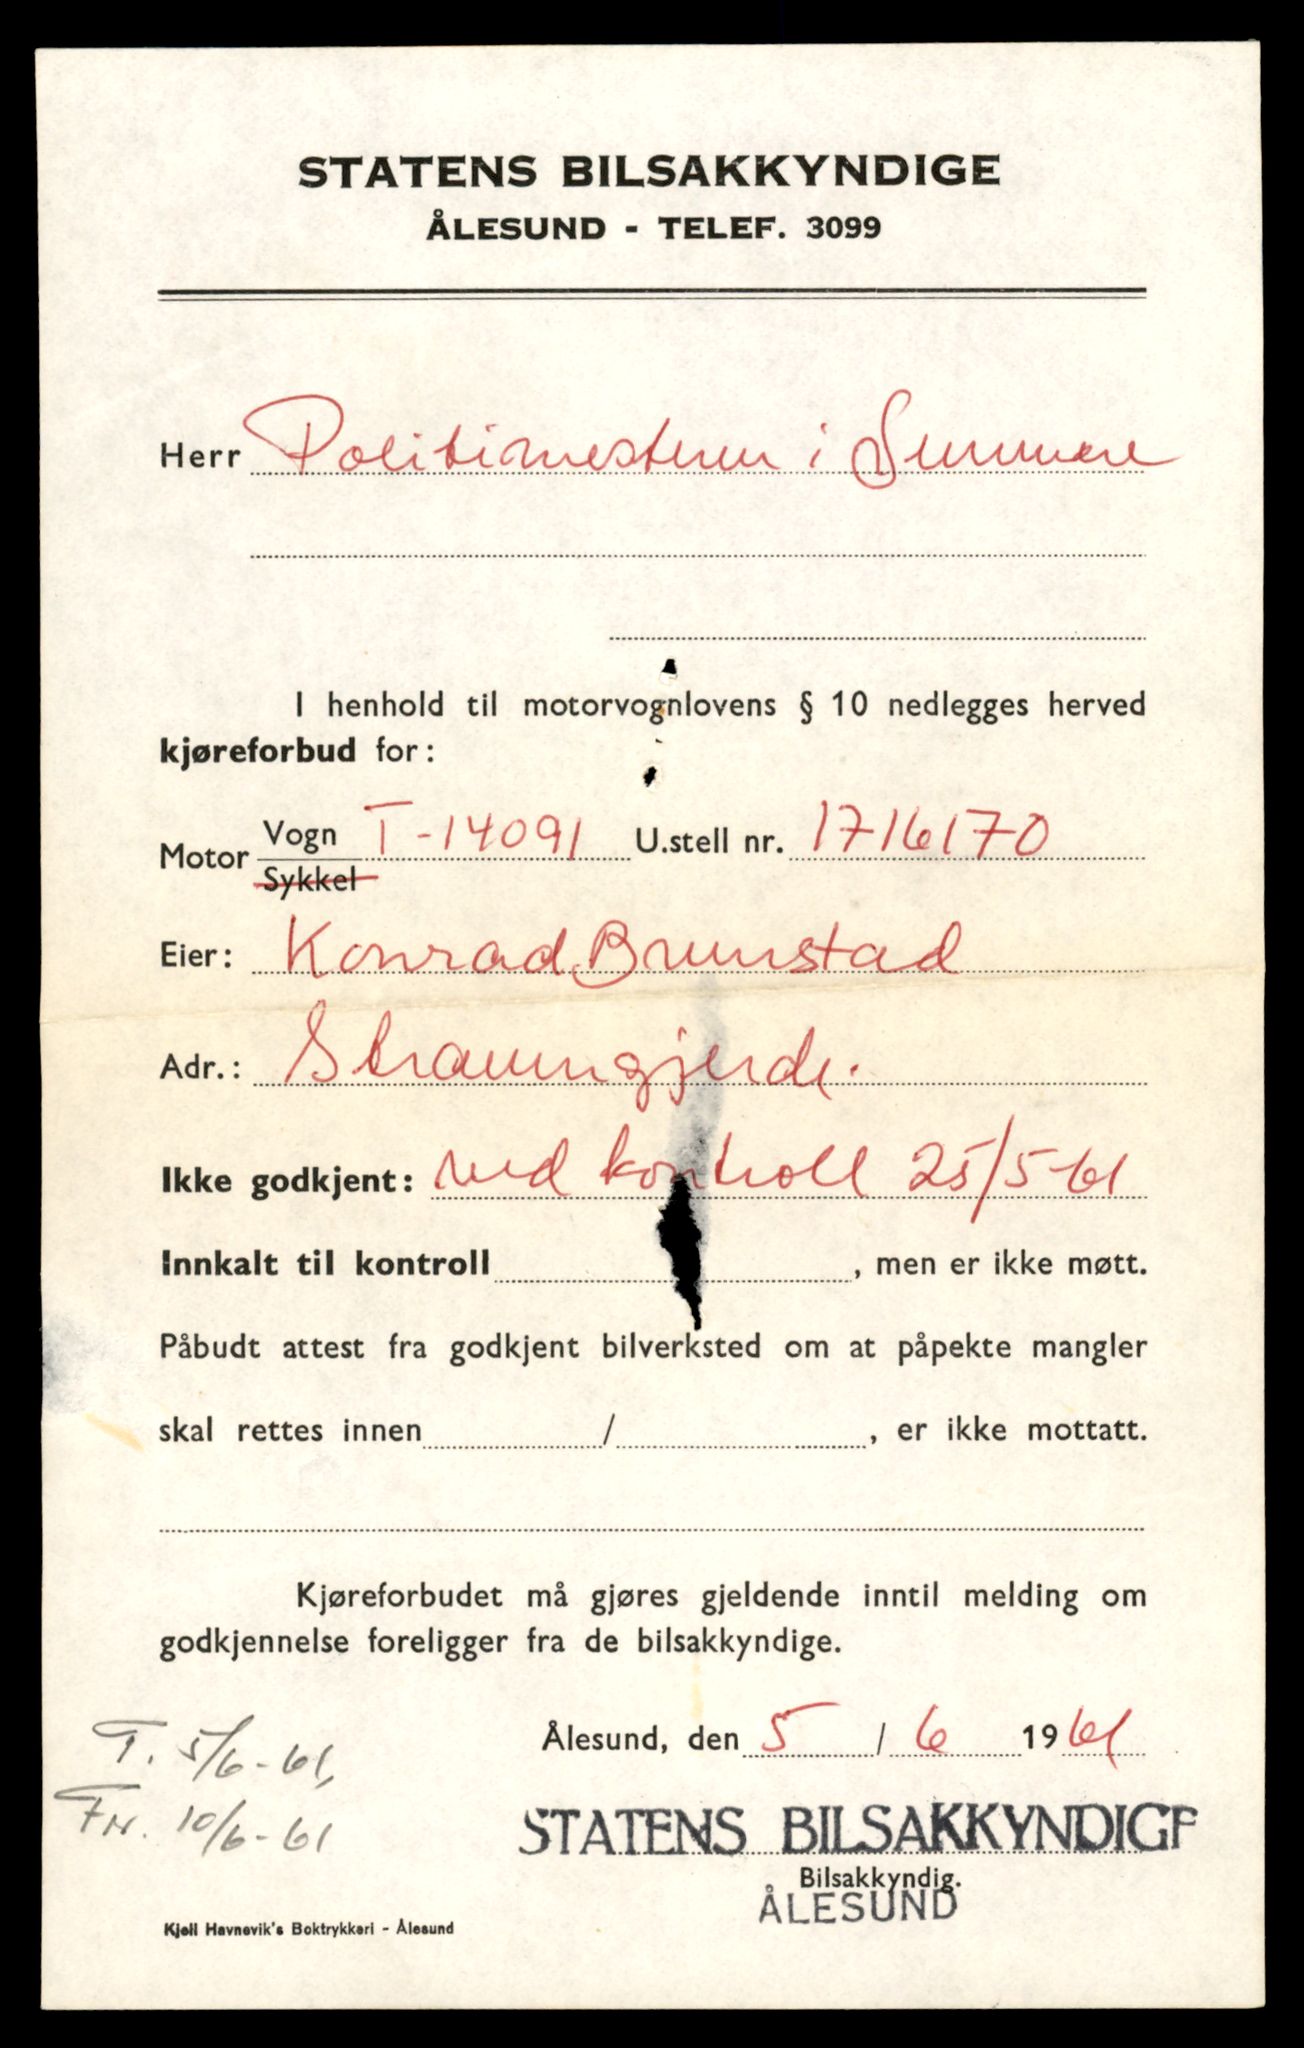 STATENS BILSAKKYNDIGE
ÅLESUND - TELEF. 3099
Herr Politimesteren i Sunnmøre
I henhold til motorvognlovens § 10 nedlegges herved
kjøreforbud for:
Motor Vogn T-14091 U.stell nr. 1716170
Sykkel
Eier: Konrad Brunstad
Adr.: Straumgjerde.
Ikke godkjent: ved kontroll 25/5-61
Innkalt til kontroll , men er ikke møtt.
Påbudt attest fra godkjent bilverksted om at påpekte mangler
skal rettes innen / , er ikke mottatt.
Kjøreforbudet må gjøres gjeldende inntil melding om
godkjennelse foreligger fra de bilsakkyndige.
Ålesund, den 5 / 6 1961
T. 5/6-61,
Fn. 10/6-61
STATENS BILSAKKYNDIGE
Bilsakkyndig.
ÅLESUND
Kjell Havnevik's Boktrykkeri - Ålesund